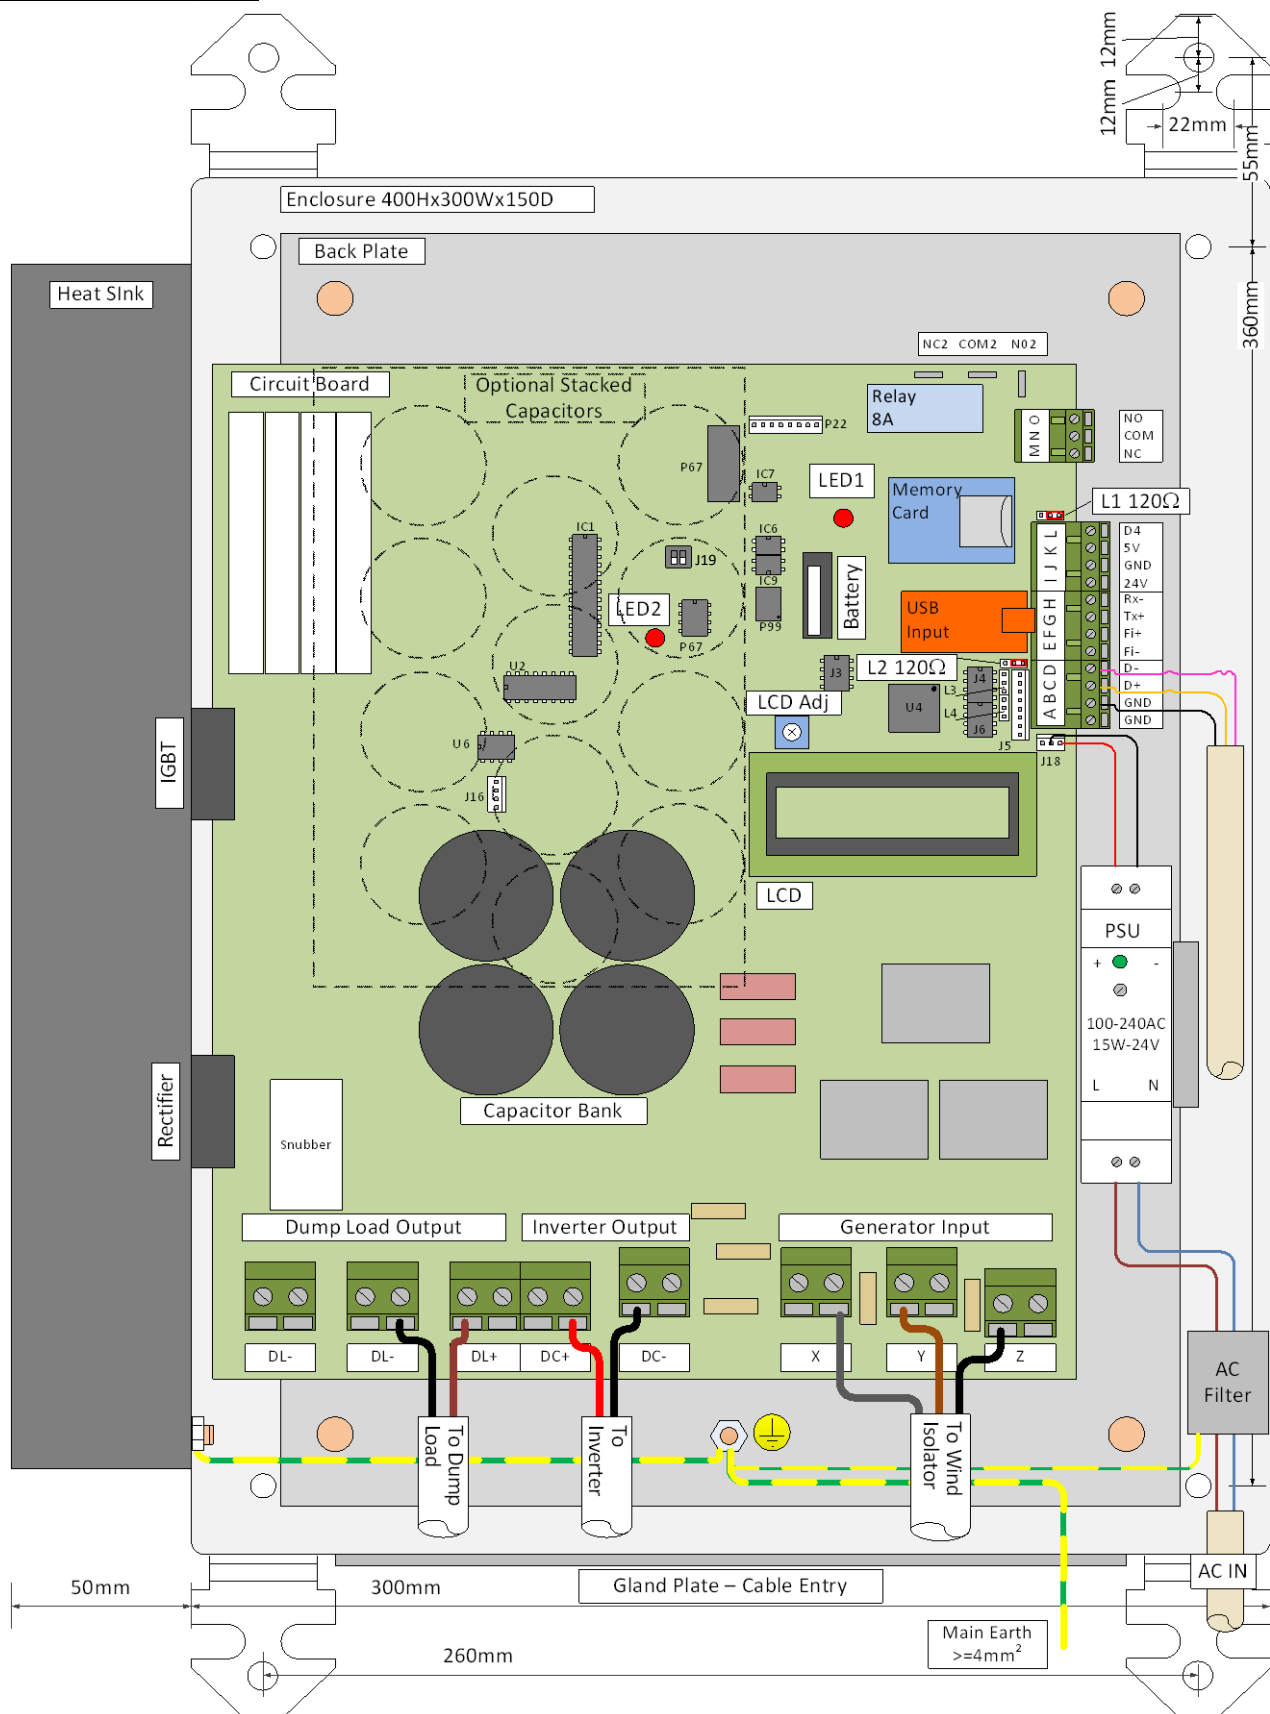 12mm
12mm
22mm
55mm
Enclosure 400Hx300Wx150D
Back Plate
Heat SInk
360mm
NC2 COM2 N02
Circuit Board
Optional Stacked
Capacitors
Relay
8A
P22
M N O
NO
COM
NC
P67
IC7
LED1
Memory
Card
L1 120Ω
IC1
IC6
J19
IC9
Battery
I J K L
D4
5V
GND
24V
LED2
P67
P99
USB
Input
EFGH
Rx-
Tx+
Fi+
Fi-
U2
J3
L2 120Ω
J4
L3
ABCD
D-
D+
GND
GND
LCD Adj
U4
L4
J6
J5
J18
IGBT
U6
J16
LCD
PSU
+ -
100-240AC
15W-24V
L N
Rectifier
Capacitor Bank
Snubber
Dump Load Output
Inverter Output
Generator Input
DL-
DL-
DL+
DC+
DC-
X
Y
Z
AC
Filter
To Dump
Load
To
Inverter
To Wind
Isolator
AC IN
50mm
300mm
Gland Plate – Cable Entry
260mm
Main Earth
>=4mm²